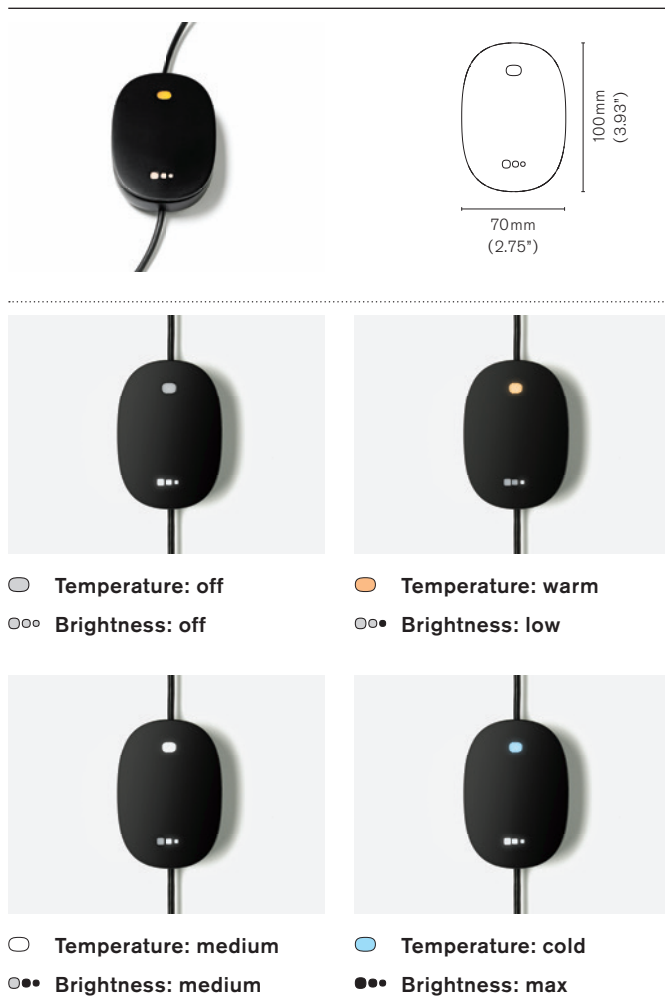 100mm
(3.93")
70mm
(2.75")
Temperature: off
Brightness: off
Temperature: warm
Brightness: low
Temperature: medium
Brightness: medium
Temperature: cold
Brightness: max